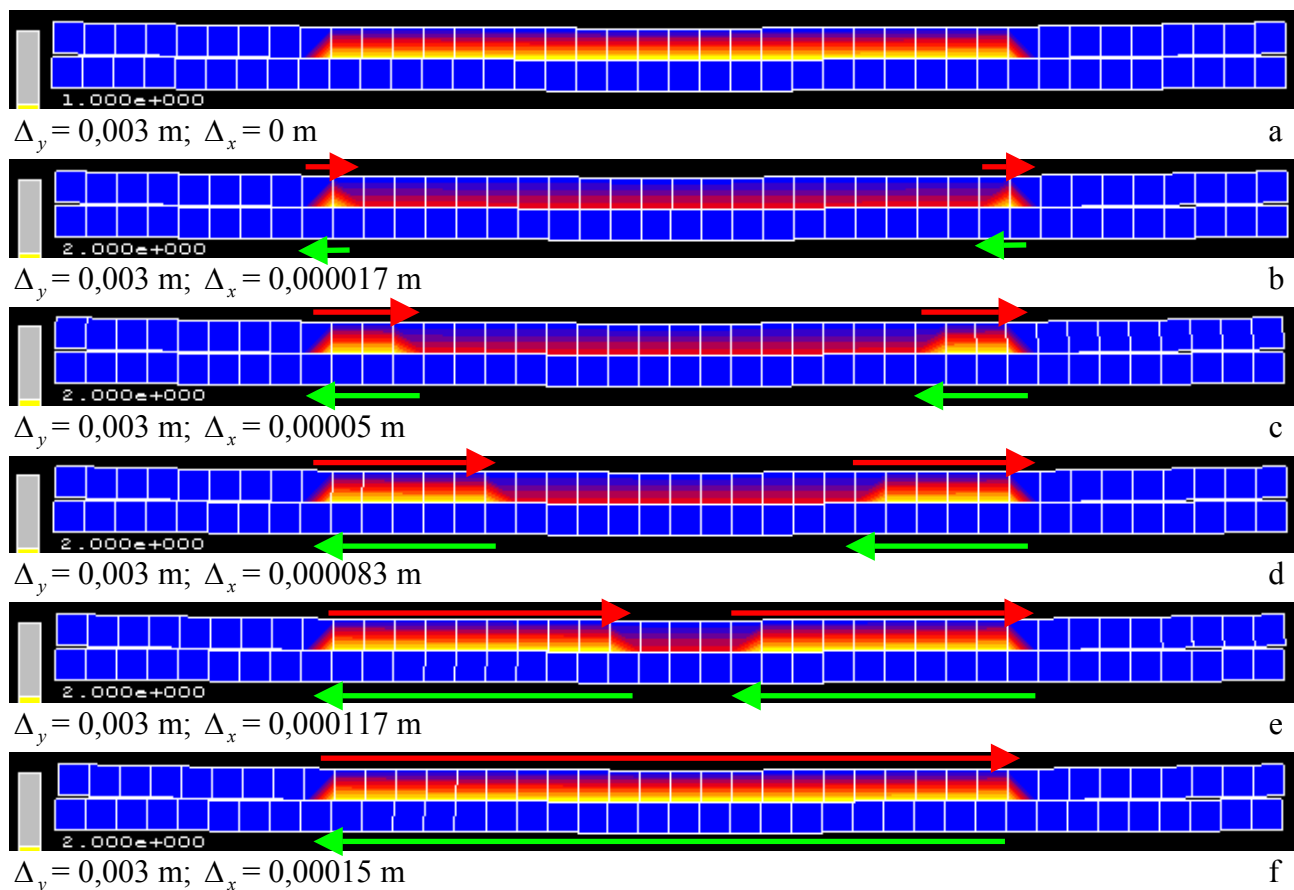 1.000e+000
Δy = 0,003 m; Δx = 0 m a
2.000e+000
Δy = 0,003 m; Δx = 0,000017 m b
2.000e+000
Δy = 0,003 m; Δx = 0,00005 m c
2.000e+000
Δy = 0,003 m; Δx = 0,000083 m d
2.000e+000
Δy = 0,003 m; Δx = 0,000117 m e
2.000e+000
Δy = 0,003 m; Δx = 0,00015 m f